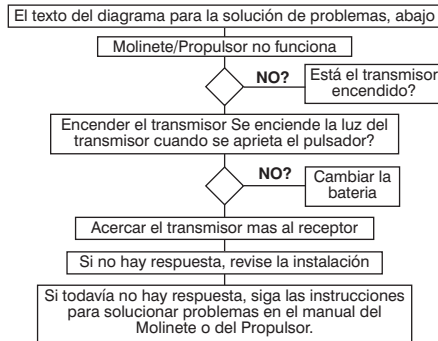 El texto del diagrama para la solución de problemas, abajo
Molinete/Propulsor no funciona
NO?
Está el transmisor
encendido?
Encender el transmisor Se enciende la luz del
transmisor cuando se aprieta el pulsador?
NO?
Cambiar la
bateria
Acercar el transmisor mas al receptor
Si no hay respuesta, revise la instalación
Si todavía no hay respuesta, siga las instrucciones
para solucionar problemas en el manual del
Molinete o del Propulsor.